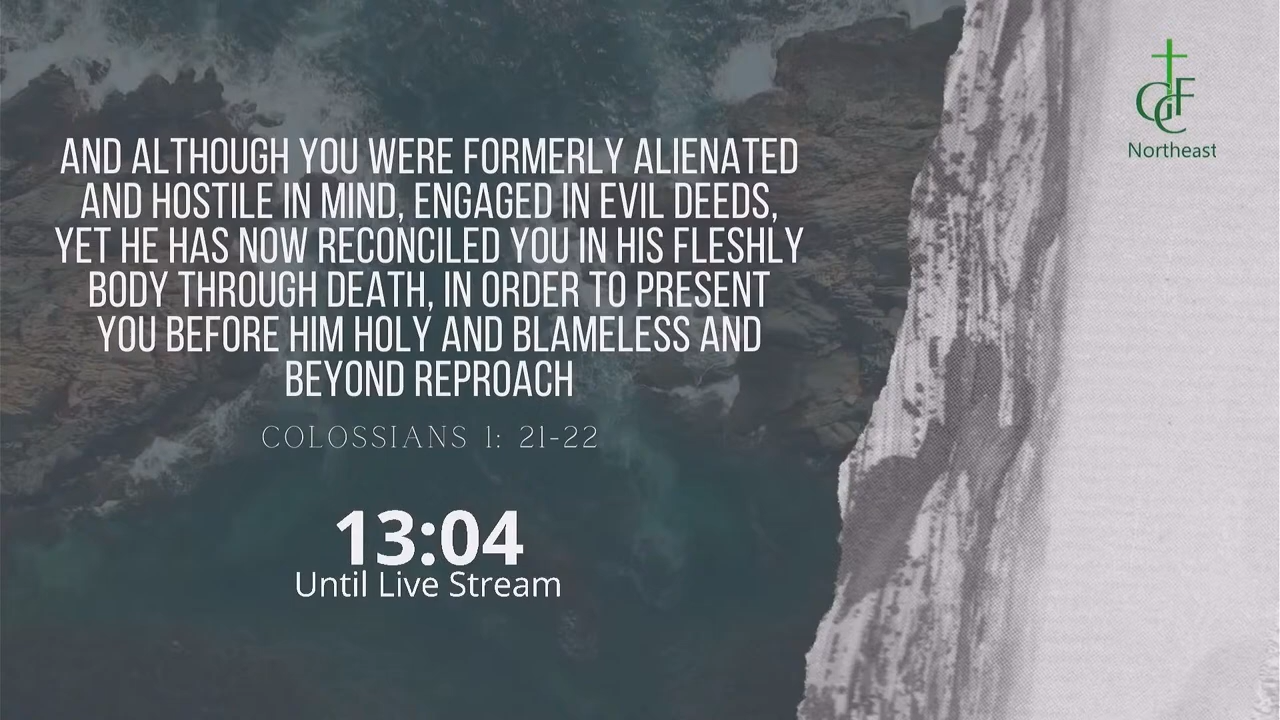 AND ALTHOUGH YOU WERE FORMERLY ALIENATED
AND HOSTILE IN MIND, ENGAGED IN EVIL DEEDS,
YET HE HAS NOW RECONCILED YOU IN HIS FLESHLY
BODY THROUGH DEATH, IN ORDER TO PRESENT
YOU BEFORE HIM HOLY AND BLAMELESS AND
BEYOND REPROACH
COLOSSIANS 1: 21-22
13:04
Until Live Stream
GCF
Northeast